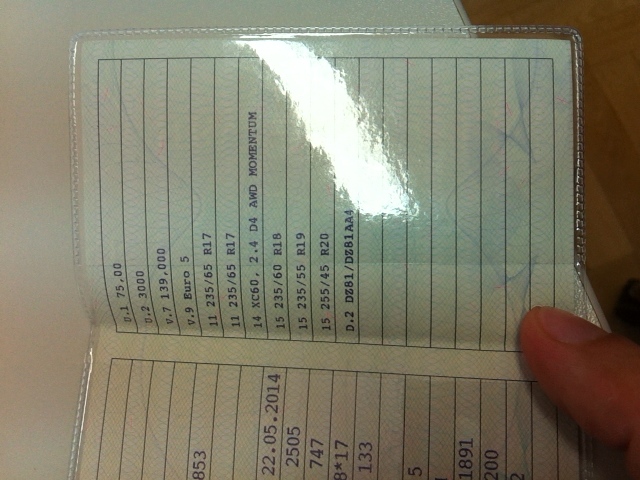 853
22.05.2014
2505
747
8*17
133
5
1891
200
2
U.1 75,00
U.2 3000
V.7 139,000
V.9 Euro 5
11 235/65 R17
11 235/65 R17
14 XC60, 2.4 D4 AWD MOMENTUM
15 235/60 R18
15 235/55 R19
15 255/45 R20
D.2 DZ81/DZ81AA4